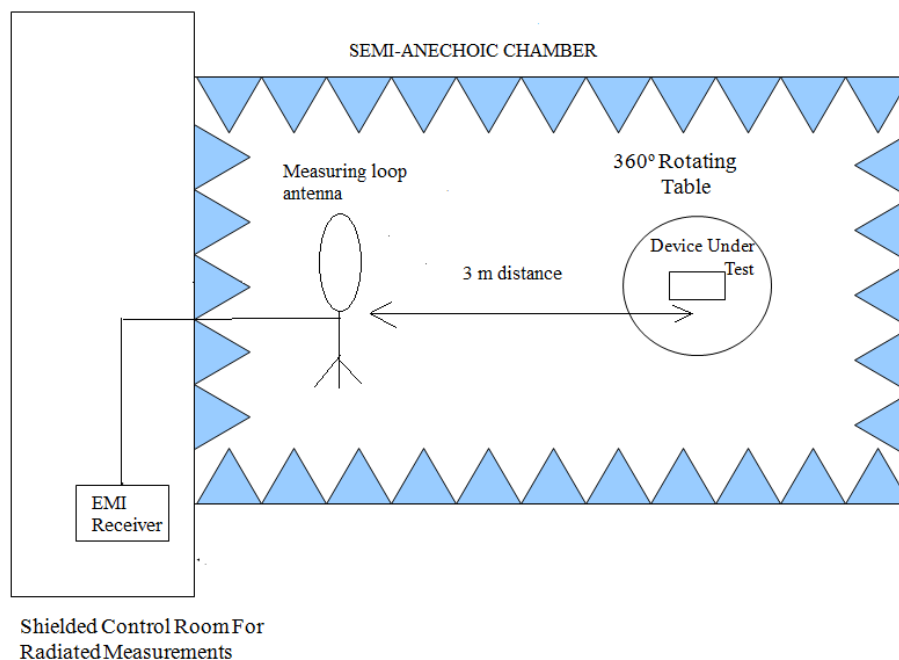 SEMI-ANECHOIC CHAMBER
Measuring loop
antenna
360° Rotating
Table
Device Under
Test
3 m distance
EMI
Receiver
Shielded Control Room For
Radiated Measurements